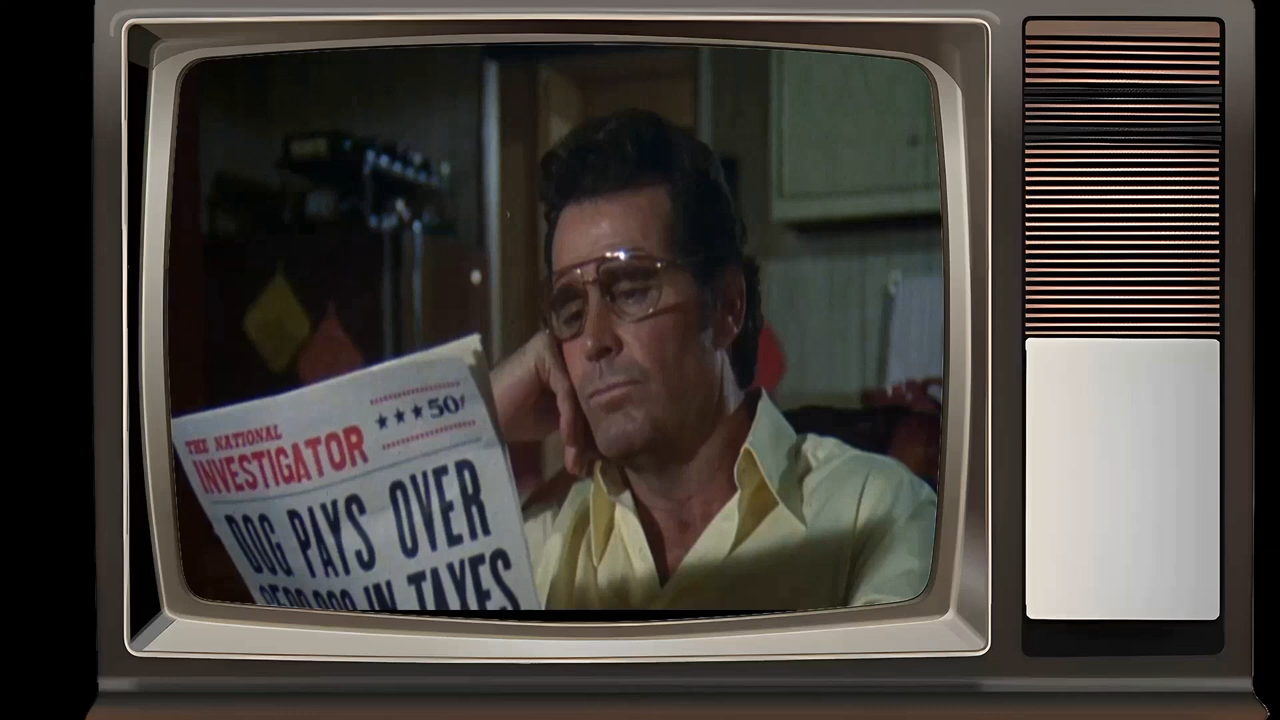 THE NATIONAL
INVESTIGATOR
★★★50¢
DOG PAYS OVER
IN TAXES